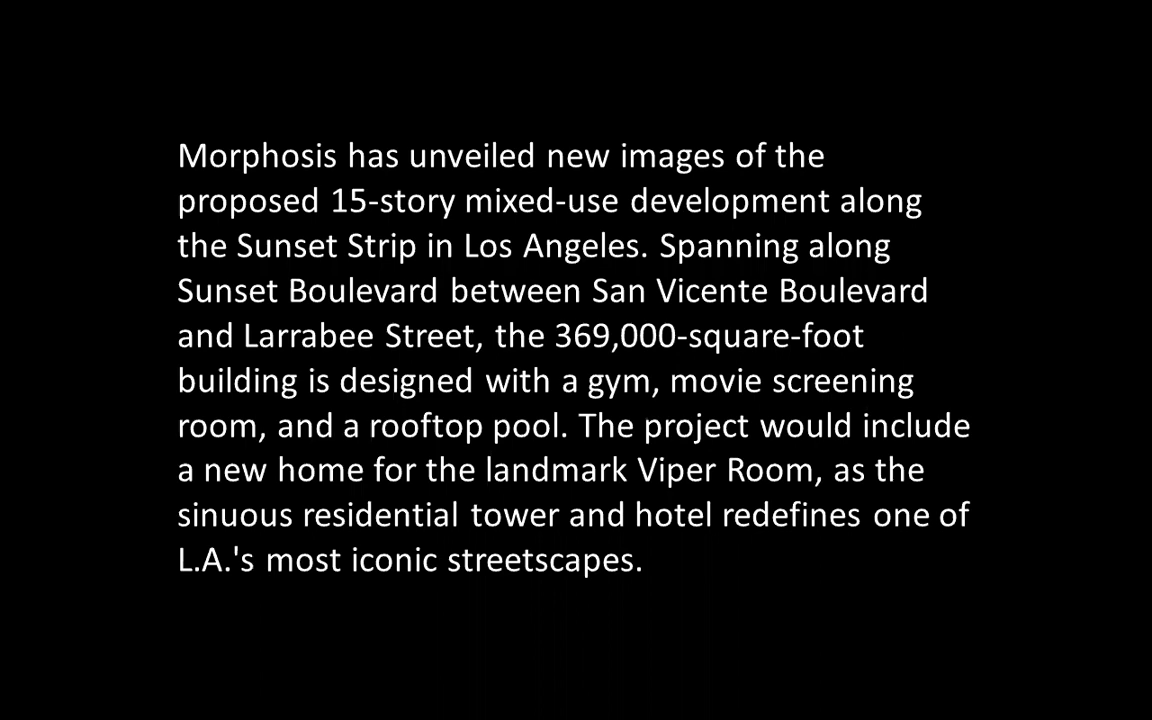 Morphosis has unveiled new images of the
proposed 15-story mixed-use development along
the Sunset Strip in Los Angeles. Spanning along
Sunset Boulevard between San Vicente Boulevard
and Larrabee Street, the 369,000-square-foot
building is designed with a gym, movie screening
room, and a rooftop pool. The project would include
a new home for the landmark Viper Room, as the
sinuous residential tower and hotel redefines one of
L.A.'s most iconic streetscapes.